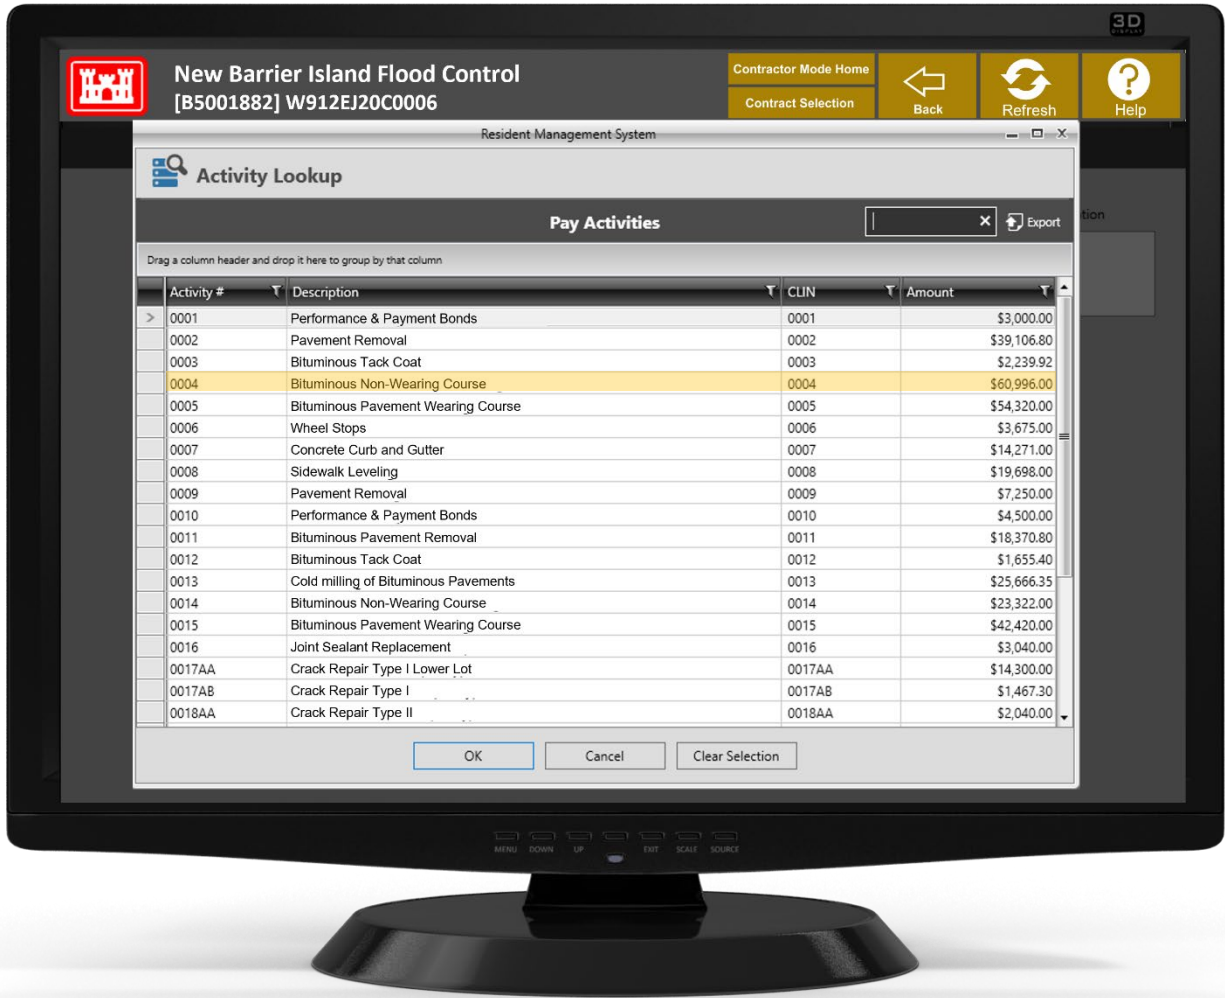 3D
DISPLAY
New Barrier Island Flood Control
[B5001882] W912EJ20C0006
Contractor Mode Home
Contract Selection
Back
Refresh
Help
Resident Management System
Activity Lookup
Pay Activities
Export
tion
Drag a column header and drop it here to group by that column
Activity # Description CLIN Amount
0001 Performance & Payment Bonds 0001 $3,000.00
0002 Pavement Removal 0002 $39,106.80
0003 Bituminous Tack Coat 0003 $2,239.92
0004 Bituminous Non-Wearing Course 0004 $60,996.00
0005 Bituminous Pavement Wearing Course 0005 $54,320.00
0006 Wheel Stops 0006 $3,675.00
0007 Concrete Curb and Gutter 0007 $14,271.00
0008 Sidewalk Leveling 0008 $19,698.00
0009 Pavement Removal 0009 $7,250.00
0010 Performance & Payment Bonds 0010 $4,500.00
0011 Bituminous Pavement Removal 0011 $18,370.80
0012 Bituminous Tack Coat 0012 $1,655.40
0013 Cold milling of Bituminous Pavements 0013 $25,666.35
0014 Bituminous Non-Wearing Course 0014 $23,322.00
0015 Bituminous Pavement Wearing Course 0015 $42,420.00
0016 Joint Sealant Replacement 0016 $3,040.00
0017AA Crack Repair Type I Lower Lot 0017AA $14,300.00
0017AB Crack Repair Type I 0017AB $1,467.30
0018AA Crack Repair Type II 0018AA $2,040.00
OK Cancel Clear Selection
MENU DOWN UP EXIT SCALE SOURCE